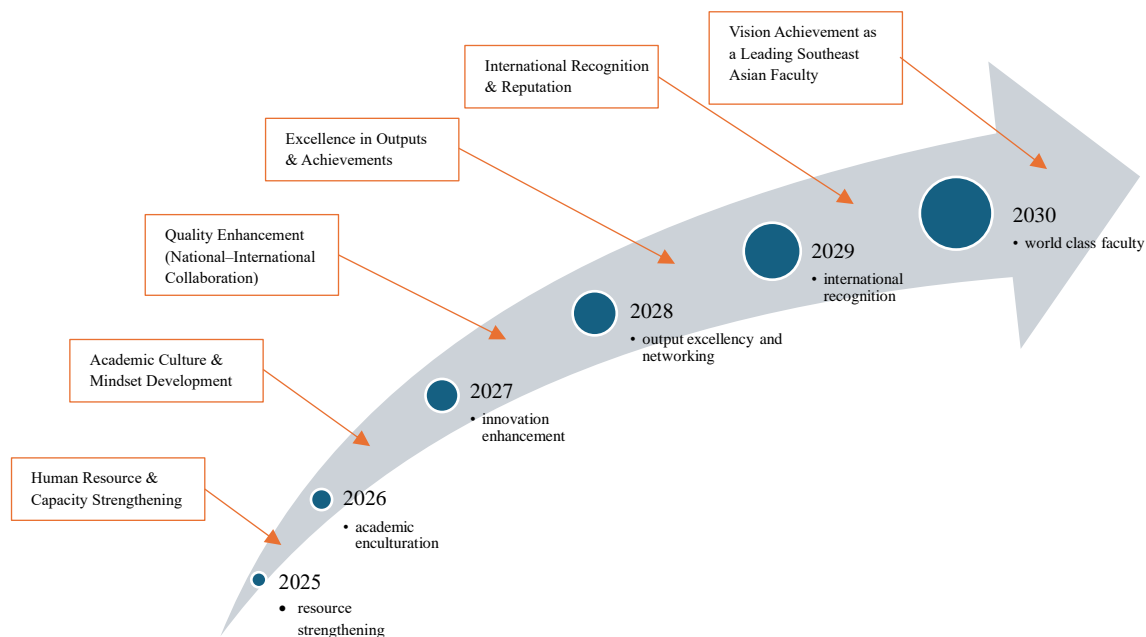 Vision Achievement as
a Leading Southeast
Asian Faculty
International Recognition
& Reputation
Excellence in Outputs
& Achievements
Quality Enhancement
(National–International
Collaboration)
Academic Culture &
Mindset Development
Human Resource &
Capacity Strengthening
2030
• world class faculty
2029
• international
recognition
2028
• output excellency and
networking
2027
• innovation
enhancement
2026
• academic
enculturation
2025
• resource
strengthening